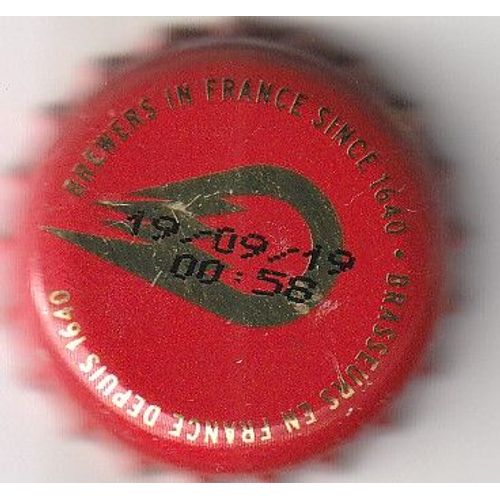 BREWERS IN FRANCE SINCE 1640 • BRASSEURS EN FRANCE DEPUIS 1640
19/09/19
00:58